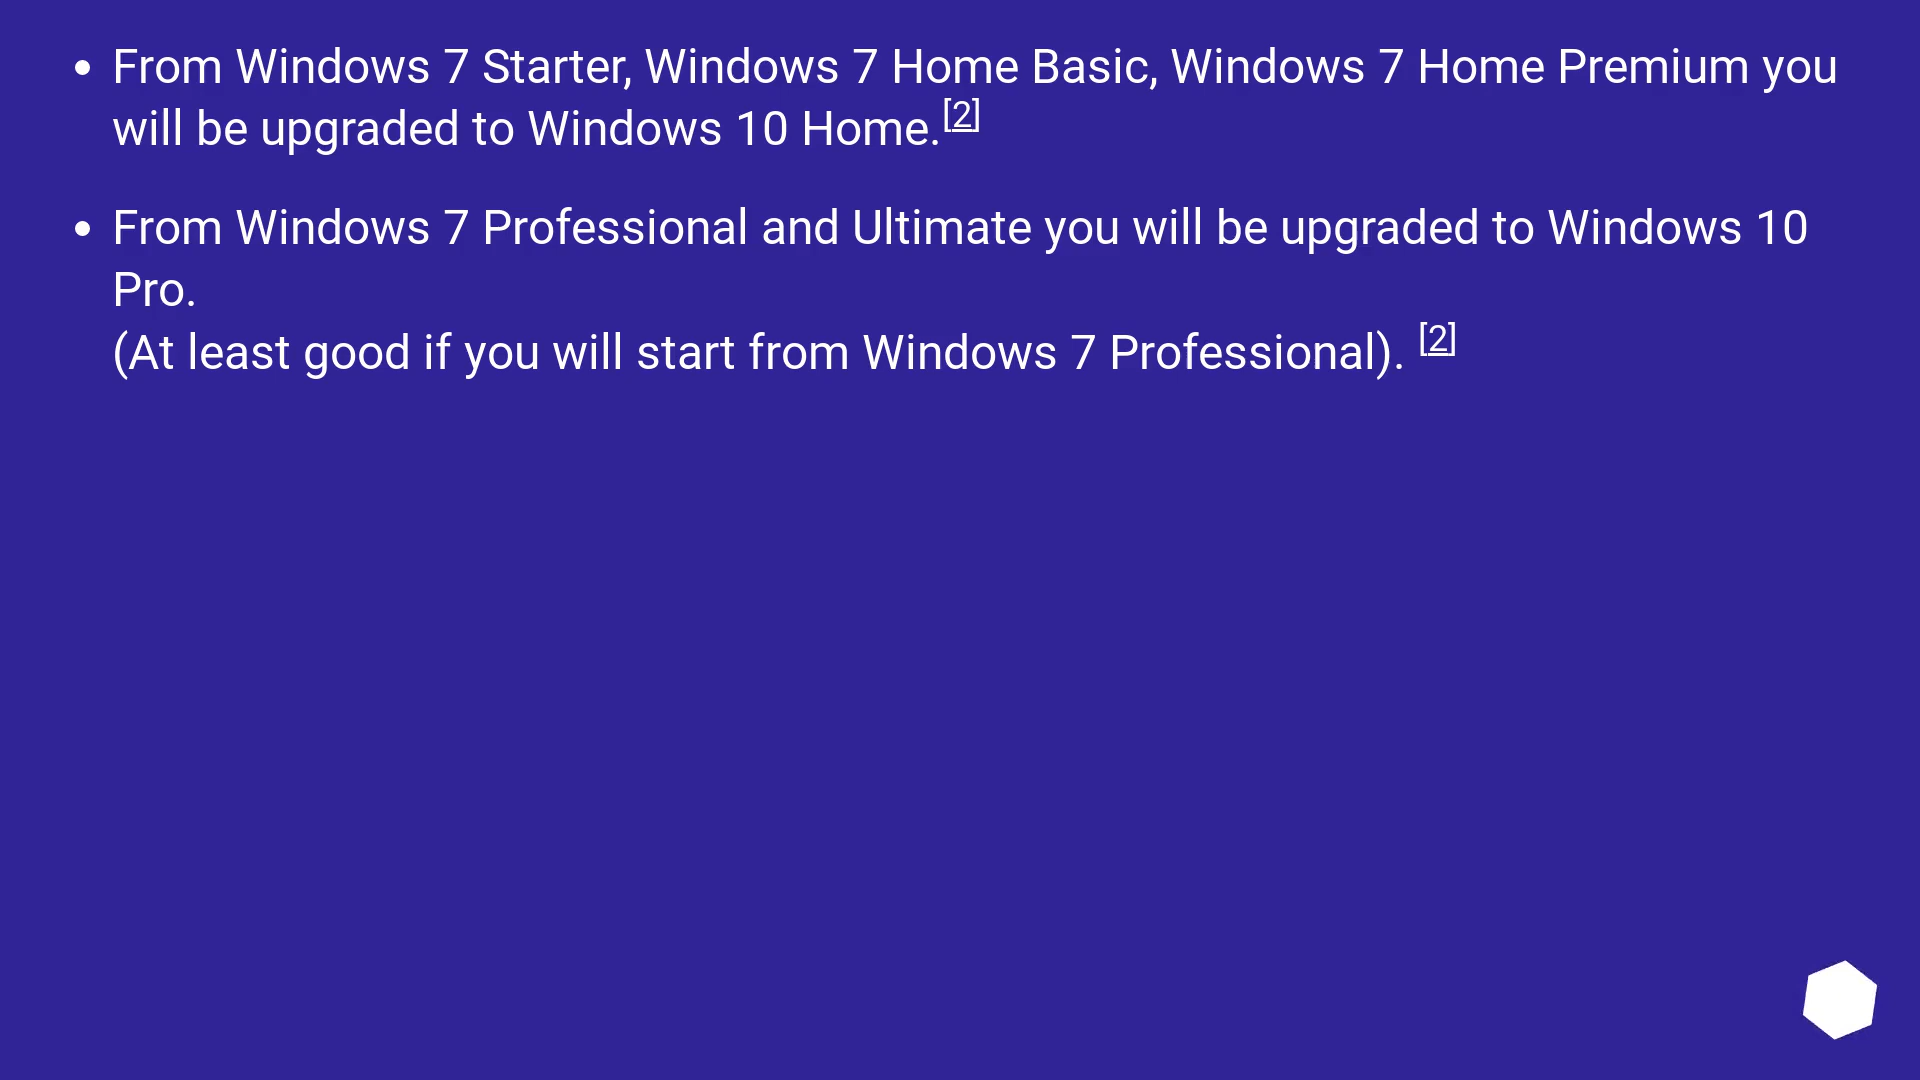 • From Windows 7 Starter, Windows 7 Home Basic, Windows 7 Home Premium you
will be upgraded to Windows 10 Home.[2]
• From Windows 7 Professional and Ultimate you will be upgraded to Windows 10
Pro.
(At least good if you will start from Windows 7 Professional). [2]